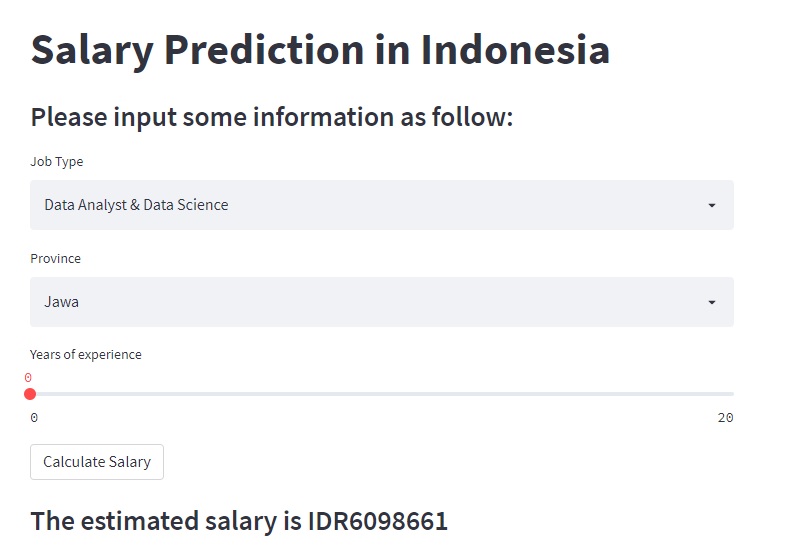 Salary Prediction in Indonesia
Please input some information as follow:
Job Type
Data Analyst & Data Science
Province
Jawa
Years of experience
0
0 20
Calculate Salary
The estimated salary is IDR6098661